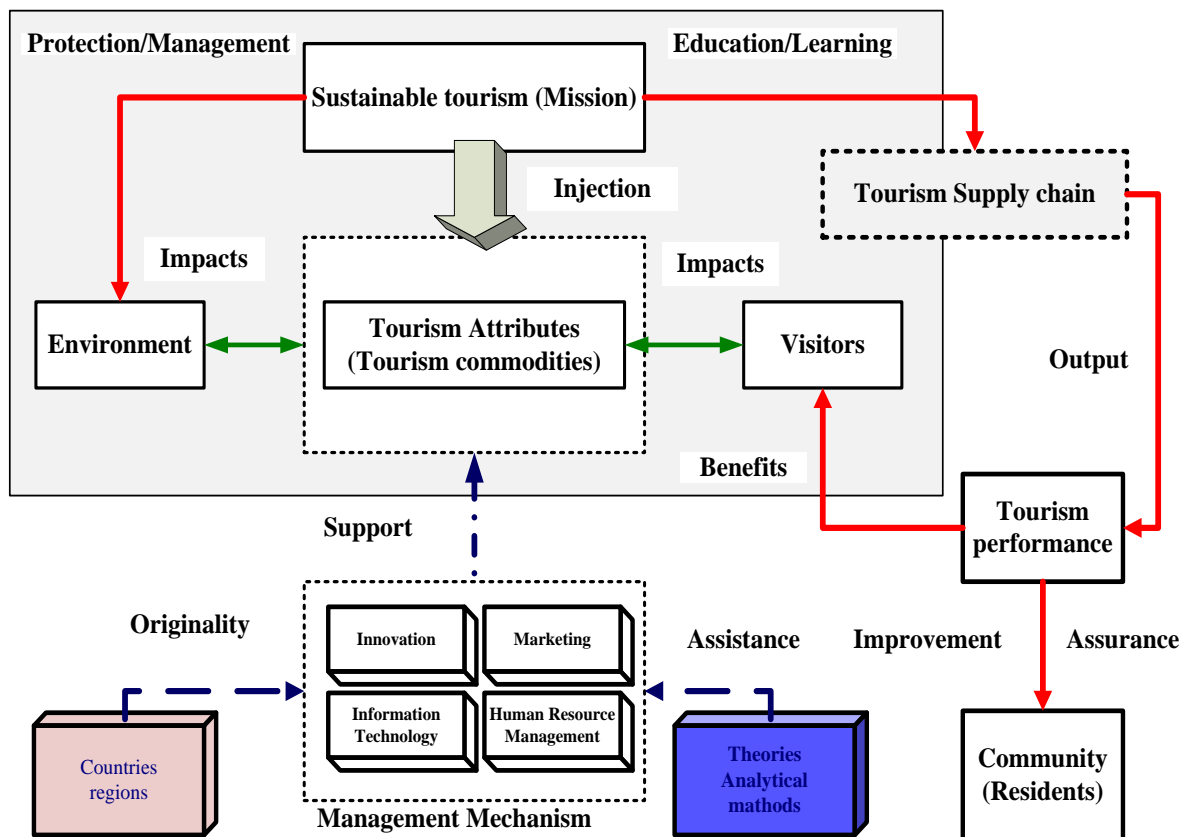 Protection/Management
Education/Learning
Sustainable tourism (Mission)
Injection
Tourism Supply chain
Impacts
Impacts
Environment
Tourism Attributes
(Tourism commodities)
Visitors
Output
Benefits
Tourism
performance
Support
Originality
Innovation
Marketing
Assistance
Improvement
Assurance
Information
Technology
Human Resource
Management
Countries
regions
Theories
Analytical
mathods
Community
(Residents)
Management Mechanism